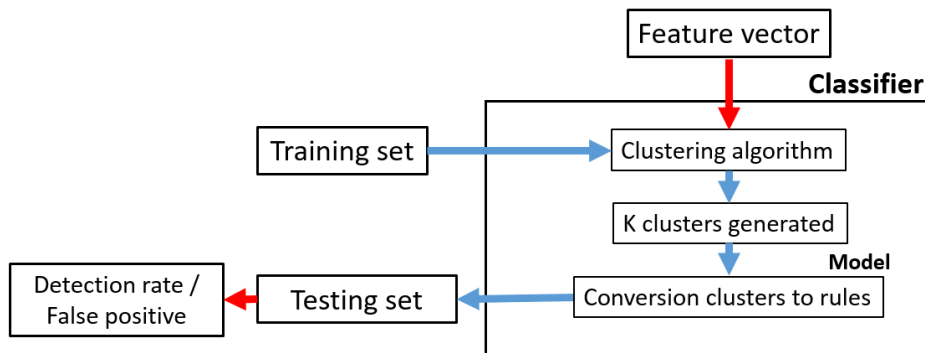 Feature vector
Classifier
Training set
Clustering algorithm
K clusters generated
Model
Conversion clusters to rules
Testing set
Detection rate /
False positive